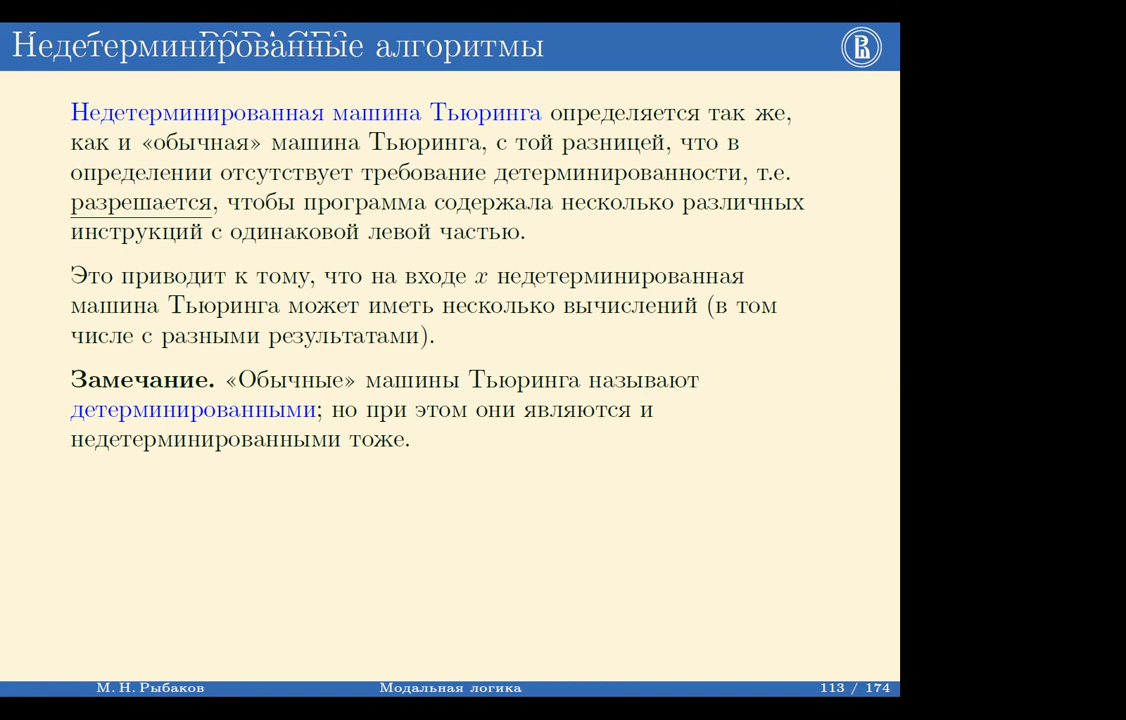 Недетерминированные алгоритмы
Недетерминированная машина Тьюринга определяется так же,
как и «обычная» машина Тьюринга, с той разницей, что в
определении отсутствует требование детерминированности, т.е.
разрешается, чтобы программа содержала несколько различных
инструкций с одинаковой левой частью.
Это приводит к тому, что на входе x недетерминированная
машина Тьюринга может иметь несколько вычислений (в том
числе с разными результатами).
Замечание. «Обычные» машины Тьюринга называют
детерминированными; но при этом они являются и
недетерминированными тоже.
М. Н. Рыбаков
Модальная логика
113 / 174